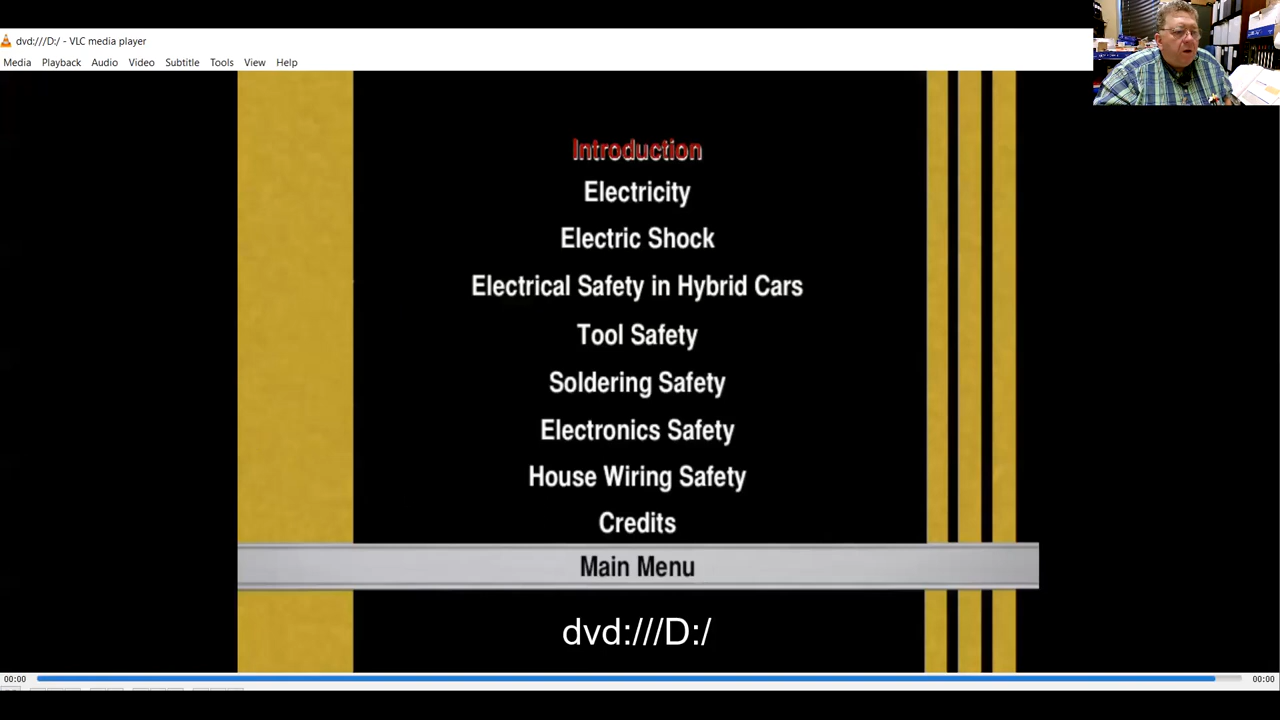 dvd:///D:/ - VLC media player
Media Playback Audio Video Subtitle Tools View Help
Introduction
Electricity
Electric Shock
Electrical Safety in Hybrid Cars
Tool Safety
Soldering Safety
Electronics Safety
House Wiring Safety
Credits
Main Menu
dvd:///D:/
00:00 00:00